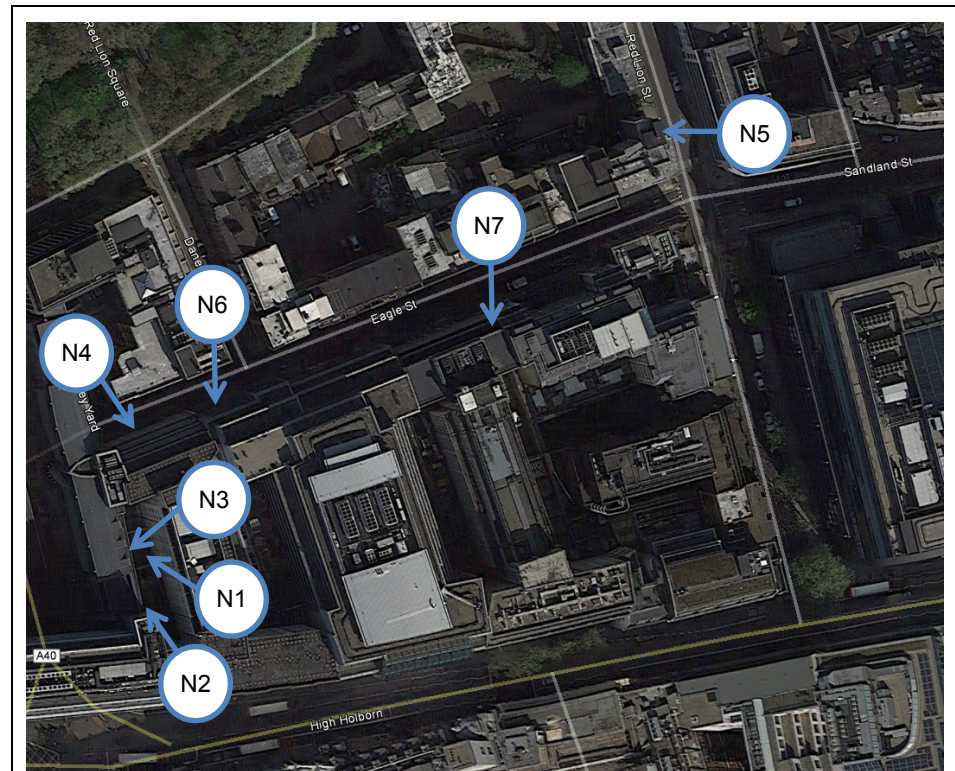 Red Lion Square
Red Lion St
N5
Sandland St
N7
Dane
N6
Eagle St
N4
ey Yard
N3
N1
N2
A40
High Holborn